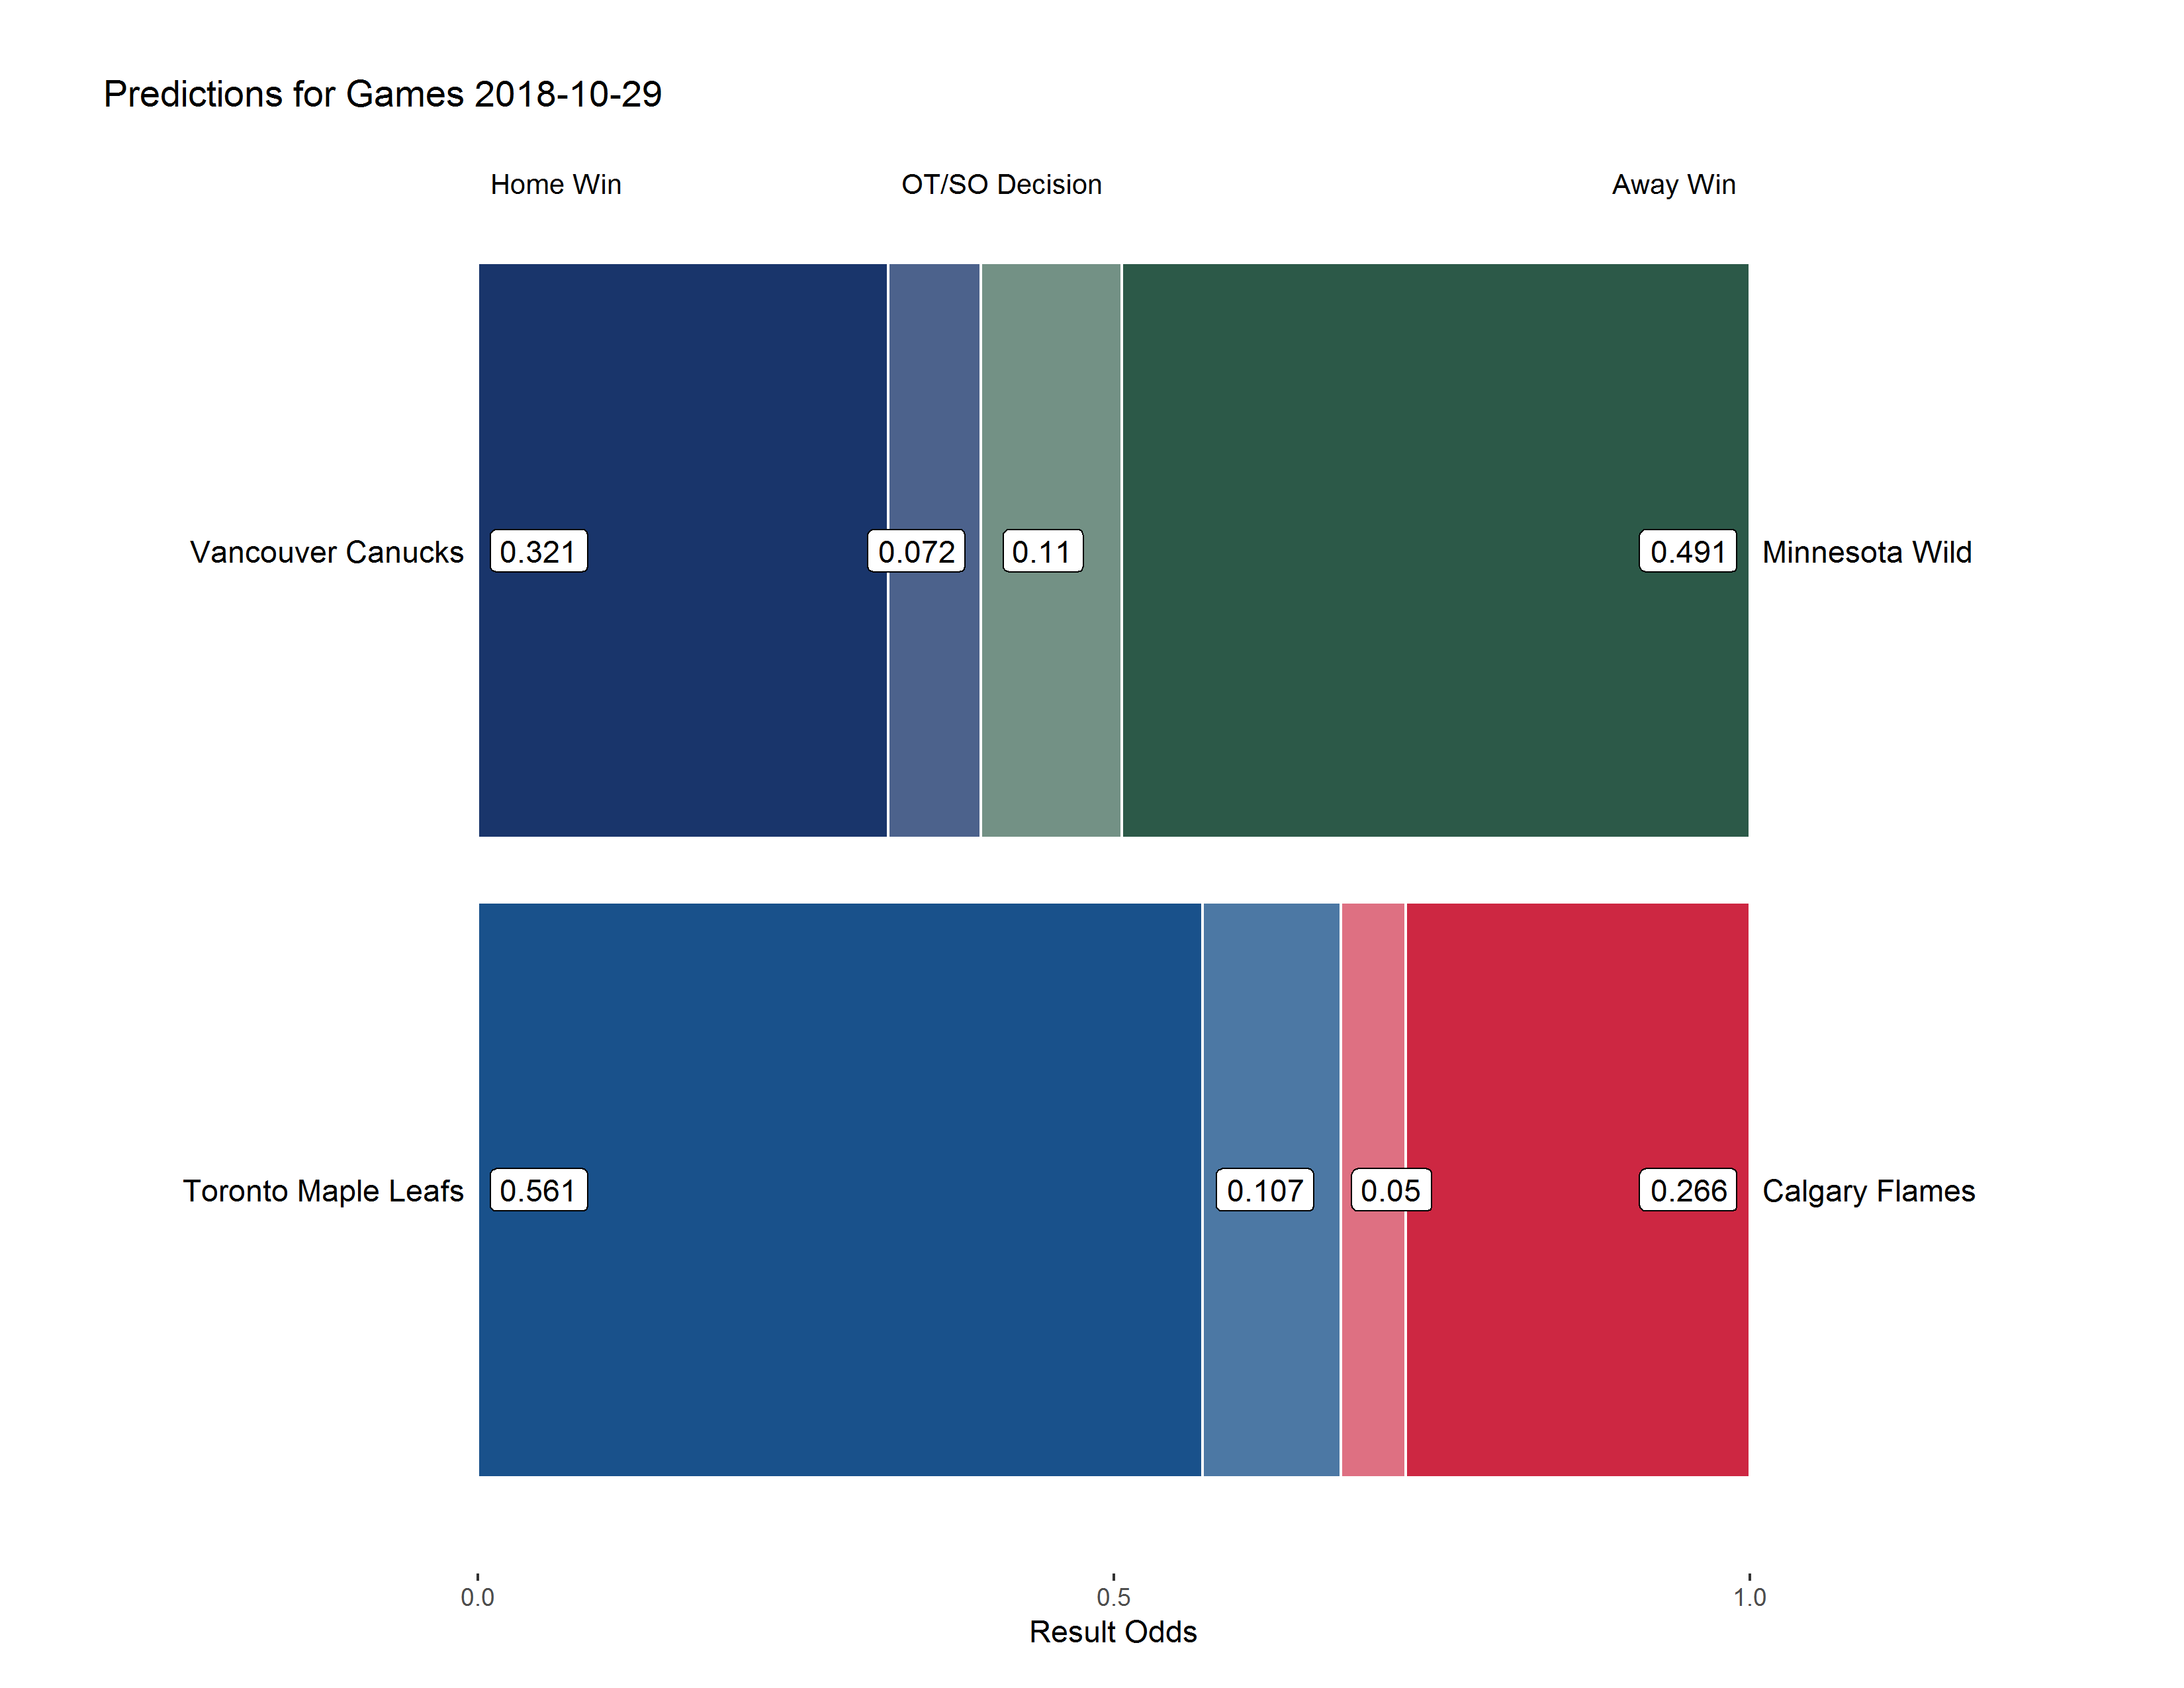 Predictions for Games 2018-10-29
Home Win OT/SO Decision Away Win
Vancouver Canucks 0.321 0.072 0.11 0.491 Minnesota Wild
Toronto Maple Leafs 0.561 0.107 0.05 0.266 Calgary Flames
0.0 0.5 1.0
Result Odds